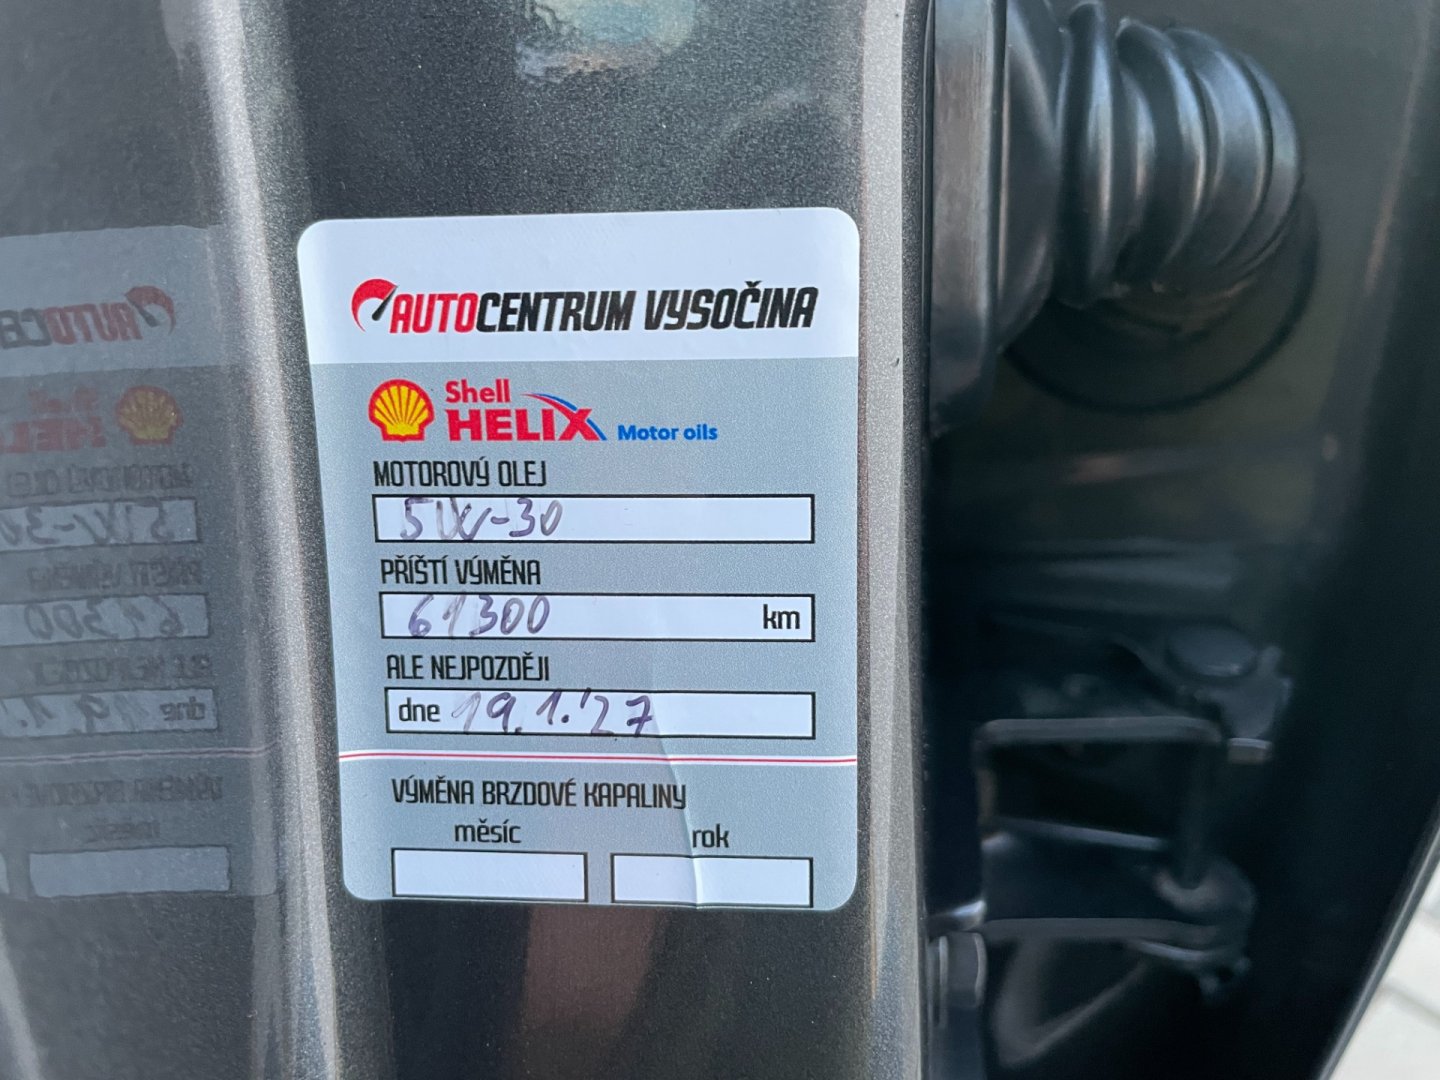 AUTOCENTRUM VYSOČINA
Shell
HELIX Motor oils
MOTOROVÝ OLEJ
5W-30
PŘÍŠTÍ VÝMĚNA
61300 km
ALE NEJPOZDĚJI
dne 19.1.'27
VÝMĚNA BRZDOVÉ KAPALINY
měsíc rok